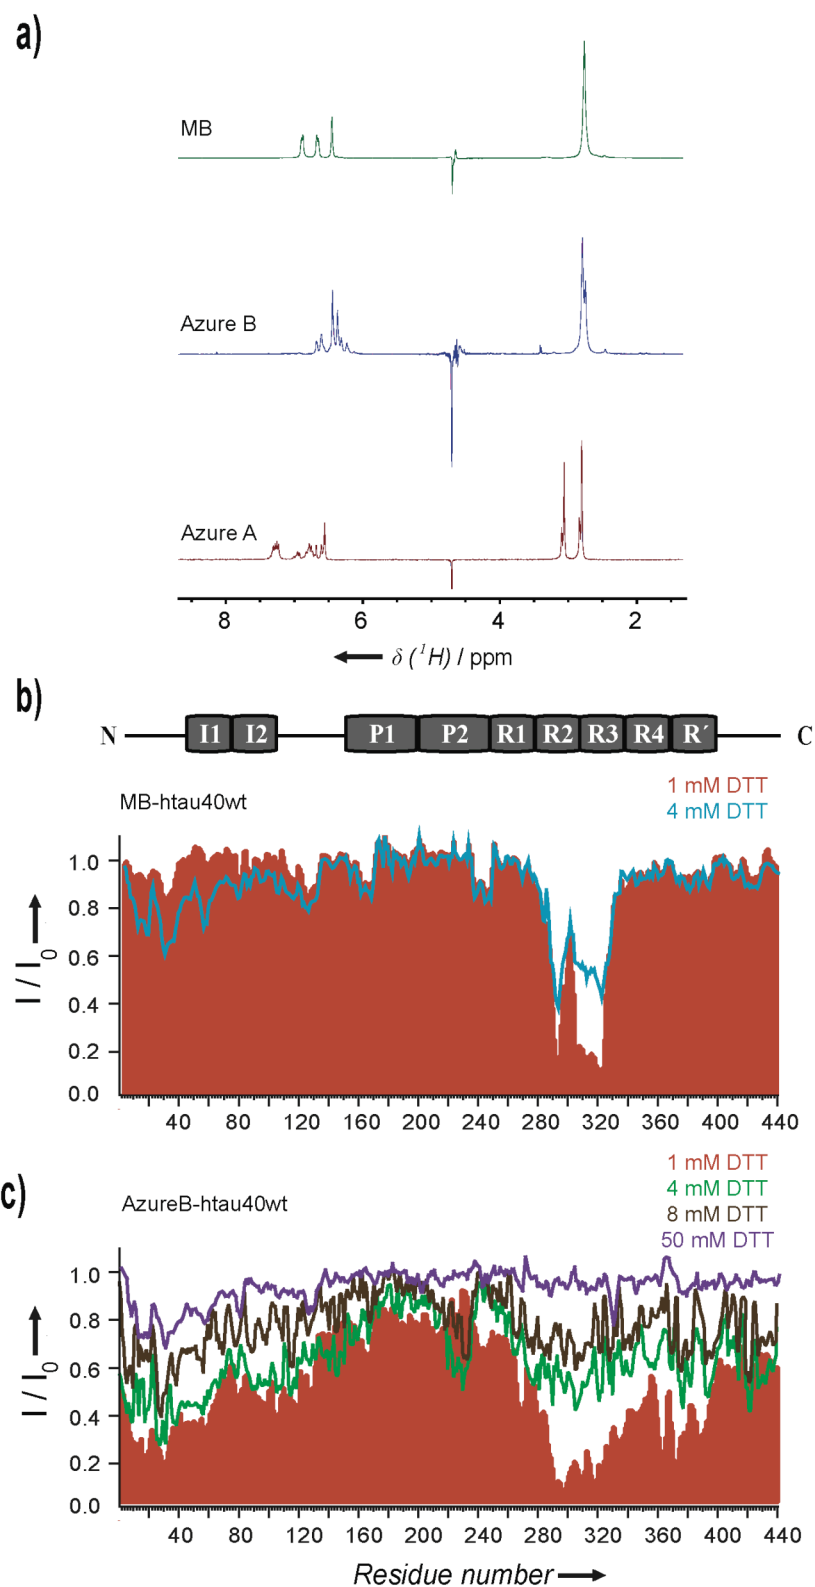 a)
MB
Azure B
Azure A
8 6 4 2
δ (¹H) / ppm
b)
N I1 I2 P1 P2 R1 R2 R3 R4 R´ C
MB-htau40wt
1 mM DTT
4 mM DTT
I / I₀
1.0
0.8
0.6
0.4
0.2
0.0
40 80 120 160 200 240 280 320 360 400 440
c)
AzureB-htau40wt
1 mM DTT
4 mM DTT
8 mM DTT
50 mM DTT
I / I₀
1.0
0.8
0.6
0.4
0.2
0.0
40 80 120 160 200 240 280 320 360 400 440
Residue number